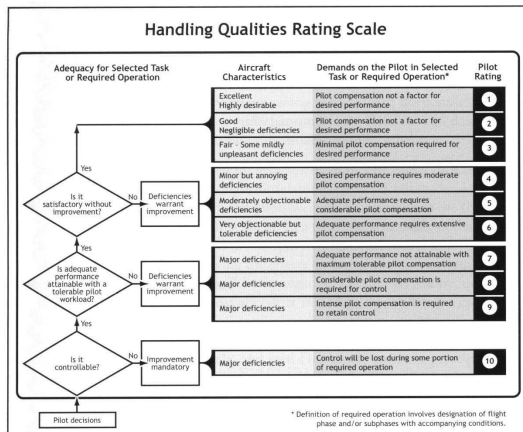 Handling Qualities Rating Scale
Adequacy for Selected Task
or Required Operation
Aircraft
Characteristics
Demands on the Pilot in Selected
Task or Required Operation*
Pilot
Rating
Excellent
Highly desirable
Pilot compensation not a factor for
desired performance
1
Good
Negligible deficiencies
Pilot compensation not a factor for
desired performance
2
Fair - Some mildly
unpleasant deficiencies
Minimal pilot compensation required for
desired performance
3
Yes
Is it
satisfactory without
improvement?
No
Deficiencies
warrant
improvement
Minor but annoying
deficiencies
Desired performance requires moderate
pilot compensation
4
Moderately objectionable
deficiencies
Adequate performance requires
considerable pilot compensation
5
Very objectionable but
tolerable deficiencies
Adequate performance requires extensive
pilot compensation
6
Yes
Is adequate
performance
attainable with a
tolerable pilot
workload?
No
Deficiencies
warrant
improvement
Major deficiencies
Adequate performance not attainable with
maximum tolerable pilot compensation
7
Major deficiencies
Considerable pilot compensation is
required for control
8
Major deficiencies
Intense pilot compensation is required
to retain control
9
Yes
Is it
controllable?
No
Improvement
mandatory
Major deficiencies
Control will be lost during some portion
of required operation
10
Pilot decisions
* Definition of required operation involves designation of flight
phase and/or subphases with accompanying conditions.